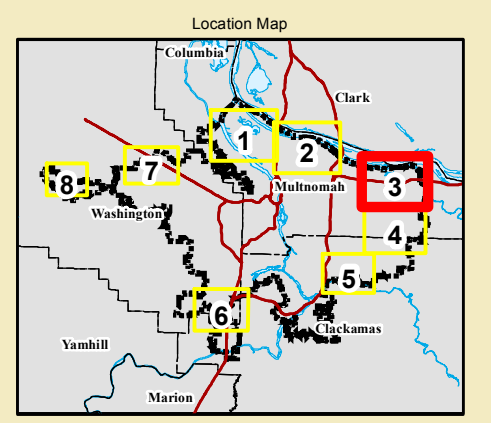 Location Map
Columbia
Clark
1
2
Multnomah
3
7
8
Washington
4
5
6
Clackamas
Yamhill
Marion